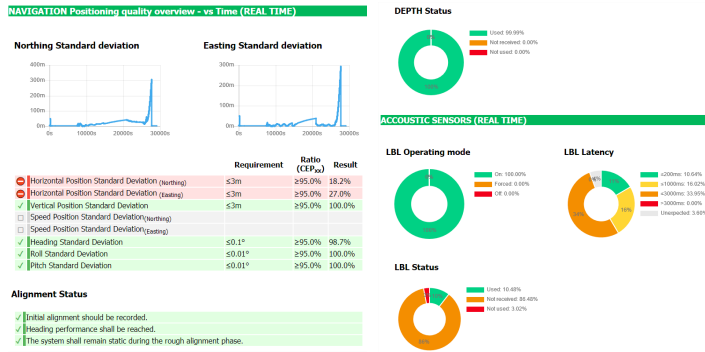 NAVIGATION Positioning quality overview - vs Time (REAL TIME)
Northing Standard deviation
Easting Standard deviation
400m
300m
200m
100m
0m
0s
10000s
20000s
30000s
300m
200m
100m
0m
0s
10000s
20000s
30000s
Requirement
Ratio (CEPXX)
Result
Horizontal Position Standard Deviation (Northing) ≤3m ≥95.0% 18.2%
Horizontal Position Standard Deviation (Easting) ≤3m ≥95.0% 27.0%
Vertical Position Standard Deviation ≤3m ≥95.0% 100.0%
Speed Position Standard Deviation(Northing)
Speed Position Standard Deviation(Easting)
Heading Standard Deviation ≤0.1° ≥95.0% 98.7%
Roll Standard Deviation ≤0.01° ≥95.0% 100.0%
Pitch Standard Deviation ≤0.01° ≥95.0% 100.0%
Alignment Status
Initial alignment should be recorded.
Heading performance shall be reached.
The system shall remain static during the rough alignment phase.
DEPTH Status
Used: 99.99%
Not received: 0.00%
Not used: 0.00%
ACCOUSTIC SENSORS (REAL TIME)
LBL Operating mode
On: 100.00%
Forced: 0.00%
Off: 0.00%
LBL Latency
=200ms: 10.64%
=1000ms: 16.02%
=3000ms: 0.00%
LBL Status
Used: 10.48%
Not received: 86.48%
Not used: 3.02%